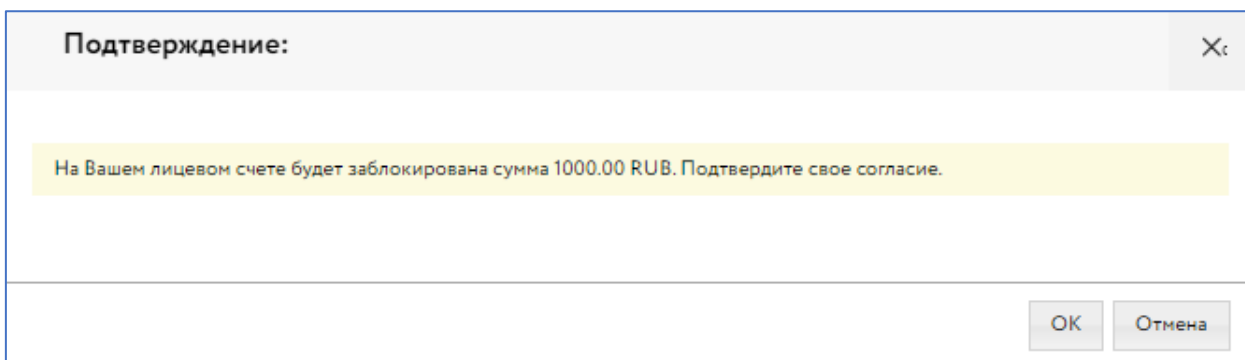 Подтверждение:
На Вашем лицевом счете будет заблокирована сумма 1000.00 RUB. Подтвердите свое согласие.
OK Отмена